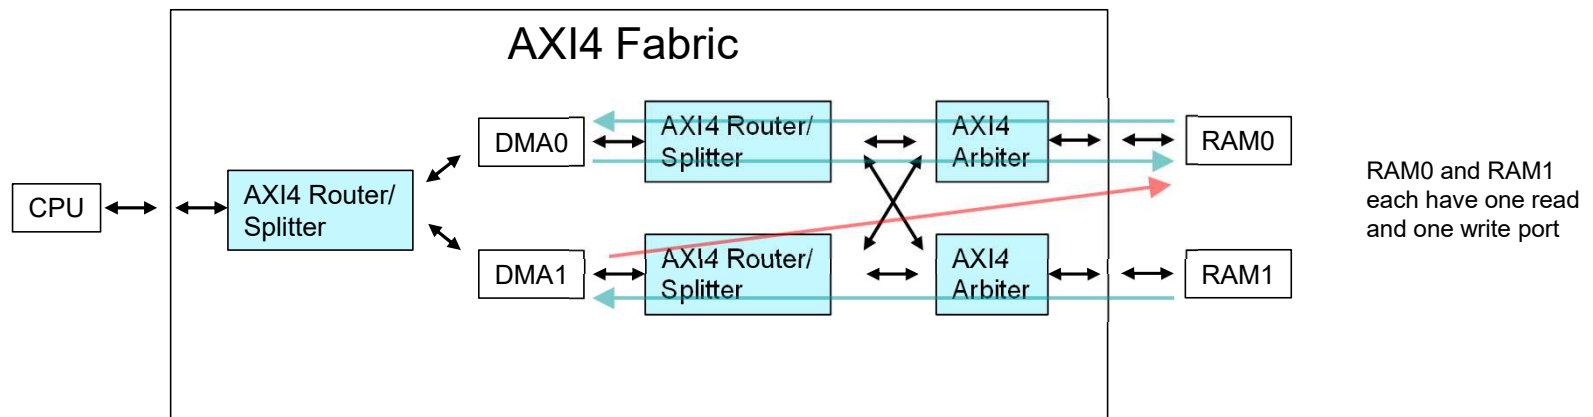 AXI4 Fabric
CPU
AXI4 Router/
Splitter
DMA0
AXI4 Router/
Splitter
AXI4
Arbiter
RAM0
DMA1
AXI4 Router/
Splitter
AXI4
Arbiter
RAM1
RAM0 and RAM1
each have one read
and one write port